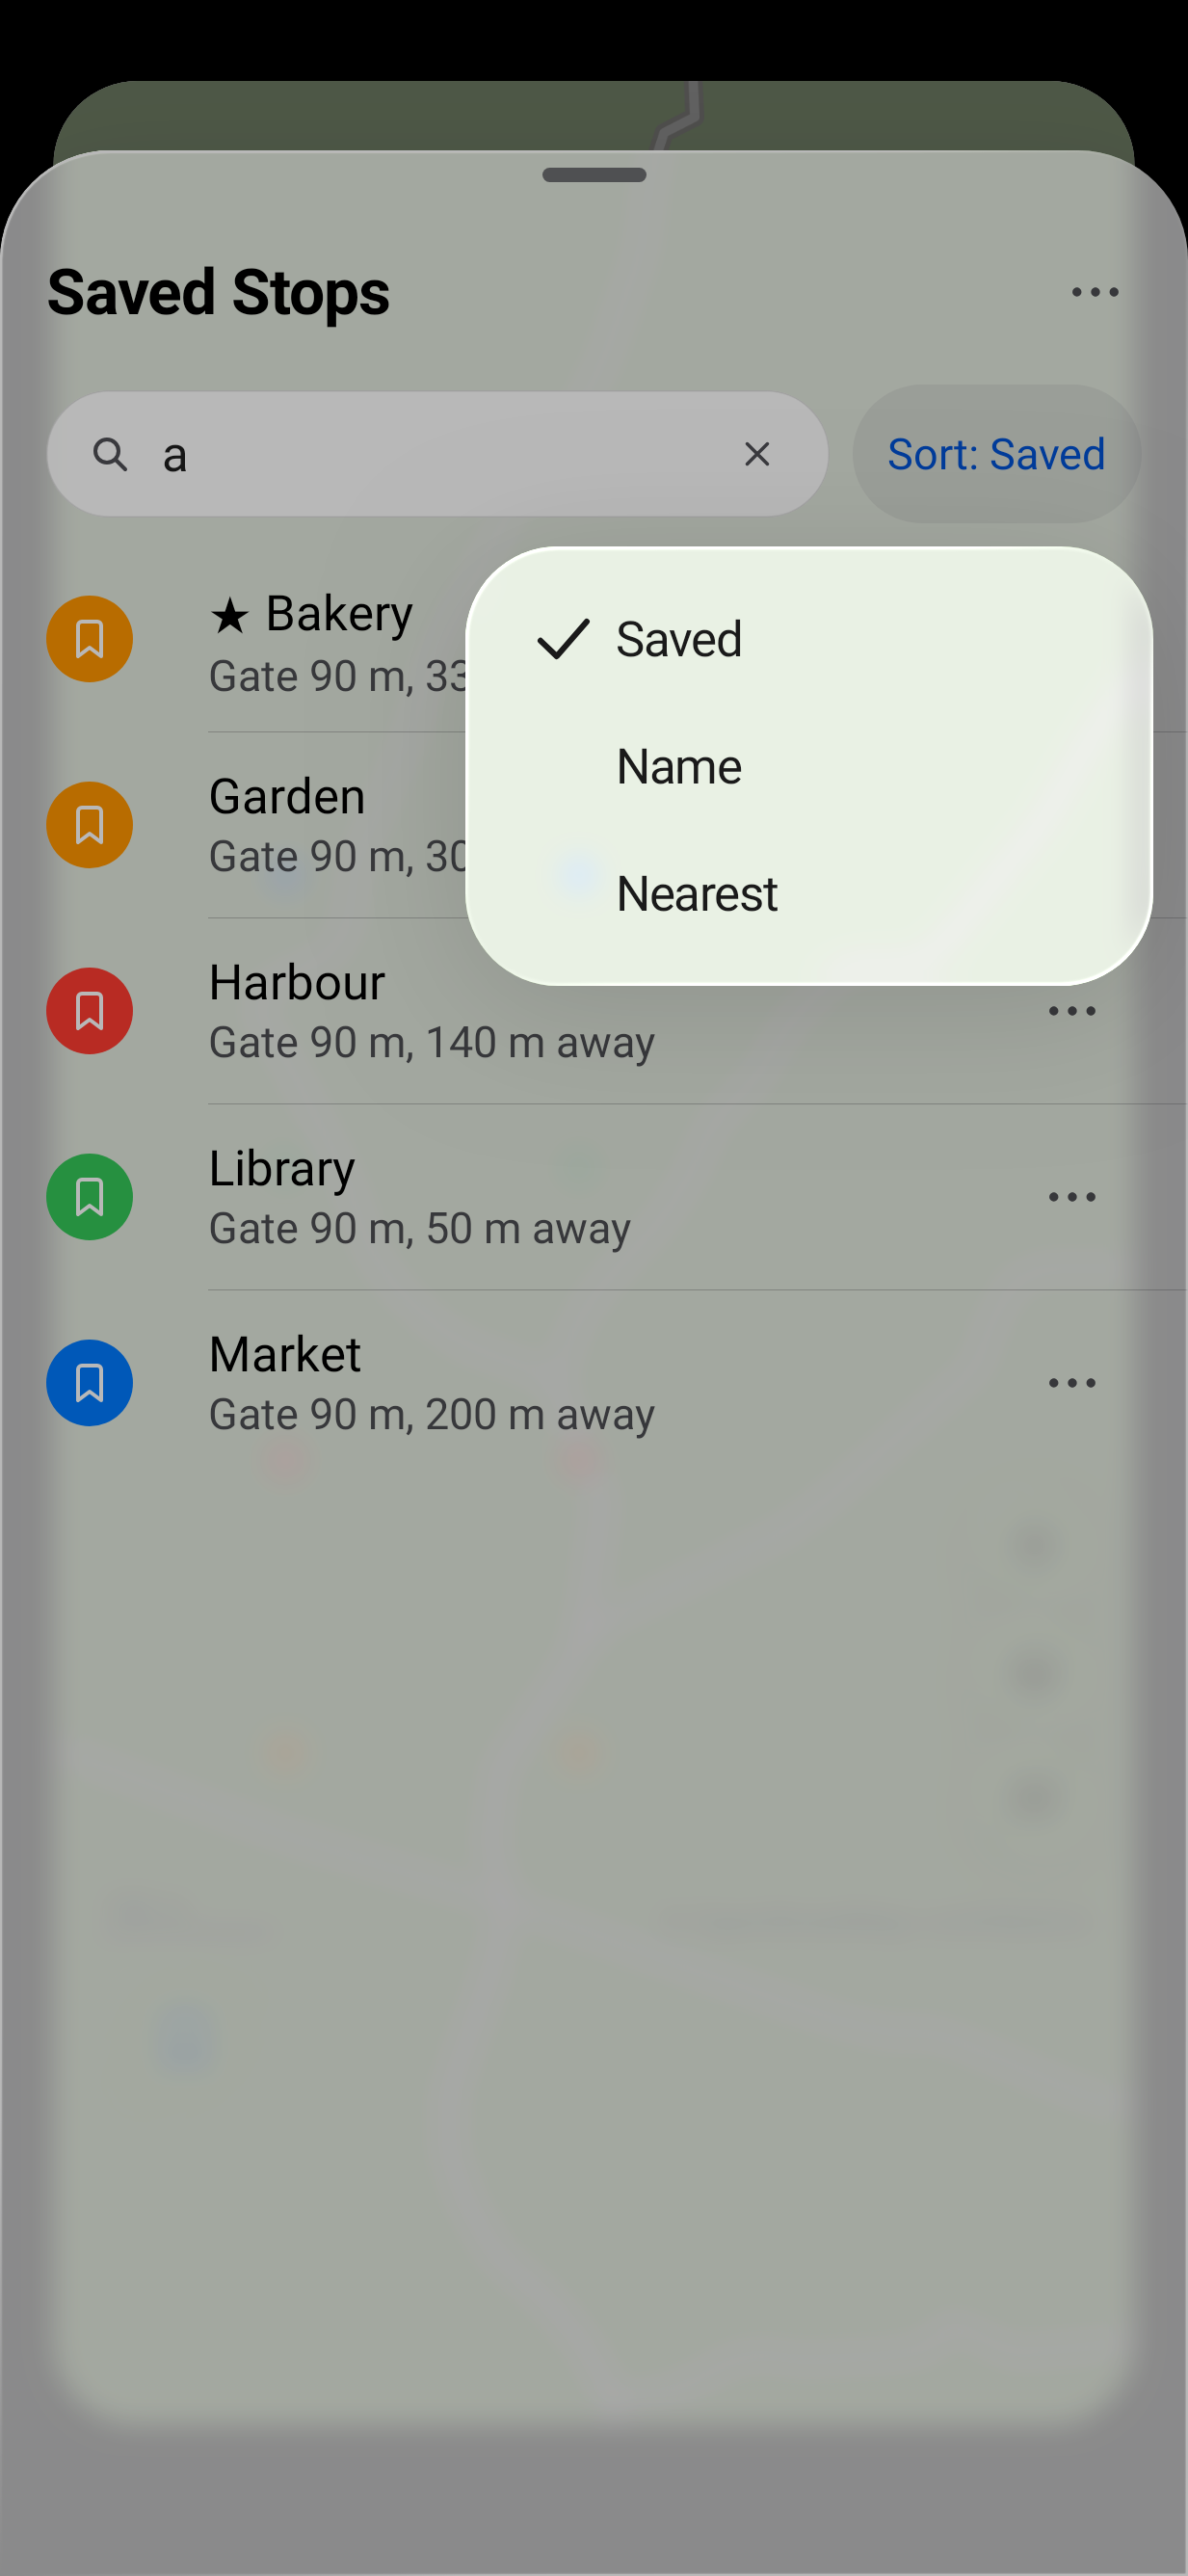 Saved Stops
a
Sort: Saved
★ Bakery
Gate 90 m, 33
Saved
Name
Nearest
Garden
Gate 90 m, 30
Harbour
Gate 90 m, 140 m away
Library
Gate 90 m, 50 m away
Market
Gate 90 m, 200 m away